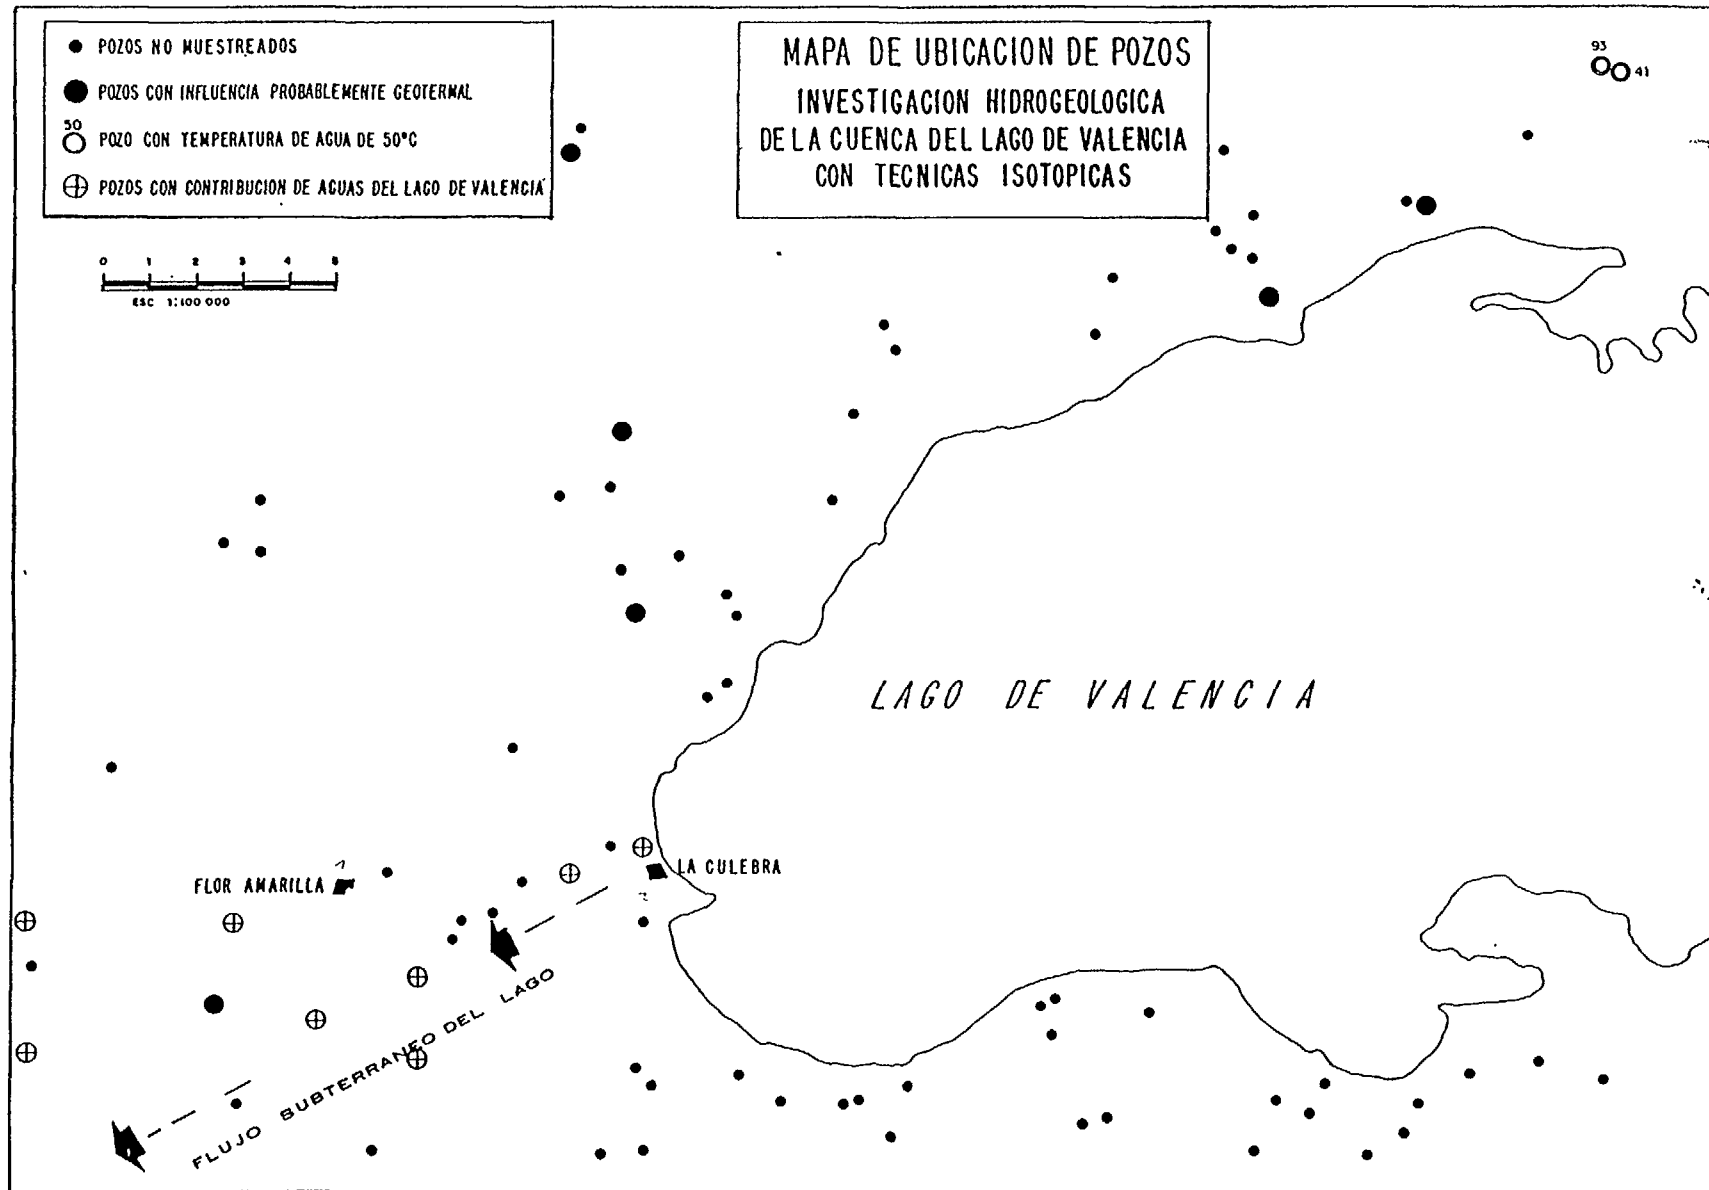 POZOS NO MUESTREADOS
POZOS CON INFLUENCIA PROBABLEMENTE GEOTERMAL
50
POZO CON TEMPERATURA DE AGUA DE 50°C
POZOS CON CONTRIBUCION DE AGUAS DEL LAGO DE VALENCIA
MAPA DE UBICACION DE POZOS
INVESTIGACION HIDROGEOLOGICA
DE LA CUENCA DEL LAGO DE VALENCIA
CON TECNICAS ISOTOPICAS
93
41
0 1 2 3 4 5
ESC 1:100 000
LAGO DE VALENCIA
LA CULEBRA
FLOR AMARILLA
FLUJO SUBTERRANEO DEL LAGO